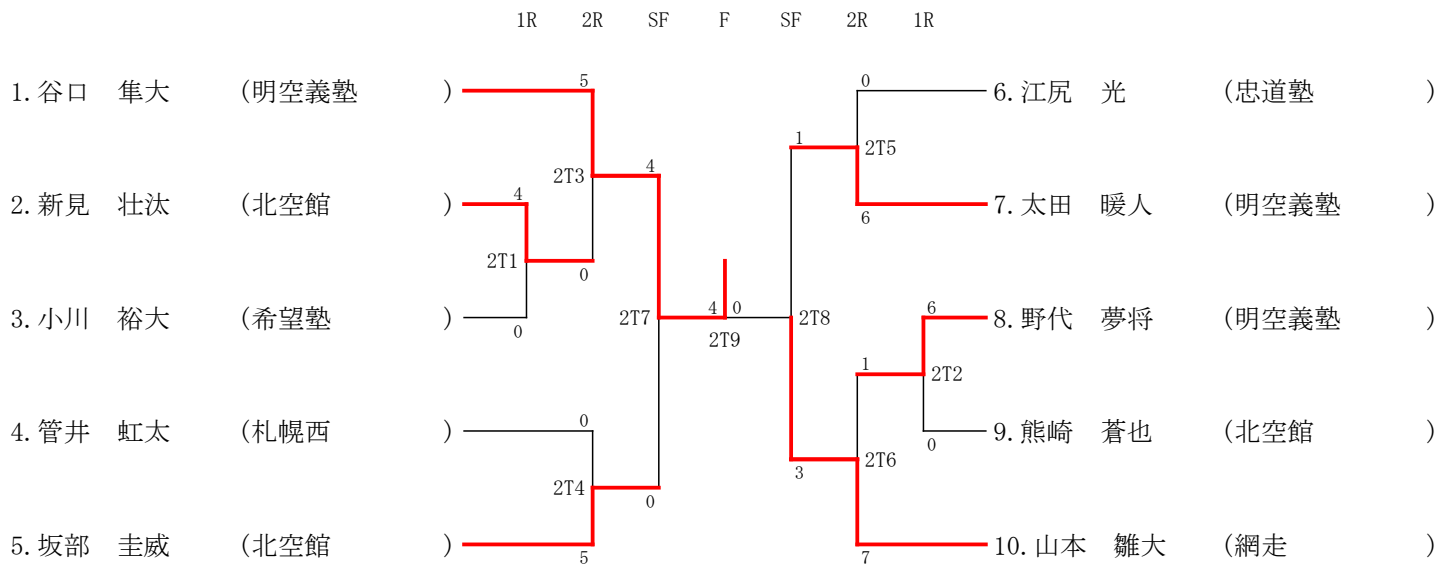 1R 2R SF F SF 2R 1R
5 0
1.谷口 隼大 (明空義塾 ) 6.江尻 光 (忠道塾 )
1 2T5
2T3 4
2.新見 壮汰 (北空館 ) 4 7.太田 暖人 (明空義塾 )
6
2T1 0
3.小川 裕大 (希望塾 ) 0 2T7 4 0 2T8 6 8.野代 夢将 (明空義塾 )
2T9
1 2T2
4.管井 虹太 (札幌西 ) 0 9.熊崎 蒼也 (北空館 )
0
2T4 0 3 2T6
5.坂部 圭威 (北空館 ) 5 7 10.山本 雛大 (網走 )